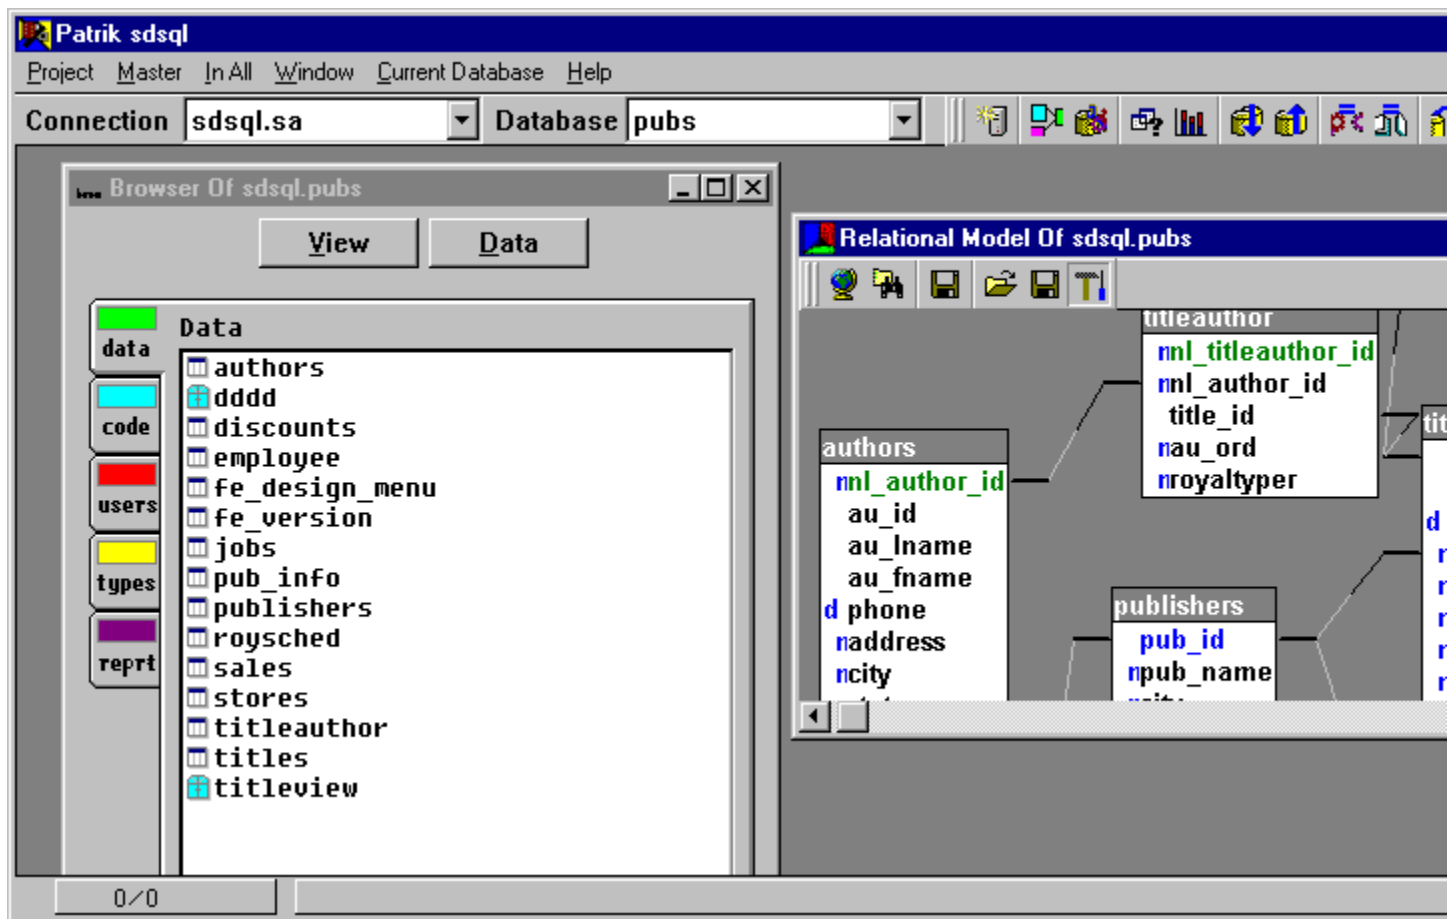 Patrik sdsql
Project Master In All Window Current Database Help
Connection sdsql.sa Database pubs
Browser Of sdsql.pubs
View Data
data
code
users
types
reprt
Data
authors
dddd
discounts
employee
fe_design_menu
fe_version
jobs
pub_info
publishers
roysched
sales
stores
titleauthor
titles
titleview
Relational Model Of sdsql.pubs
titleauthor
nnl_titleauthor_id
nnl_author_id
title_id
nau_ord
nroyaltyper
authors
nnl_author_id
au_id
au_lname
au_fname
d phone
naddress
ncity
publishers
pub_id
npub_name
tit
d
n
n
n
n
n
0/0